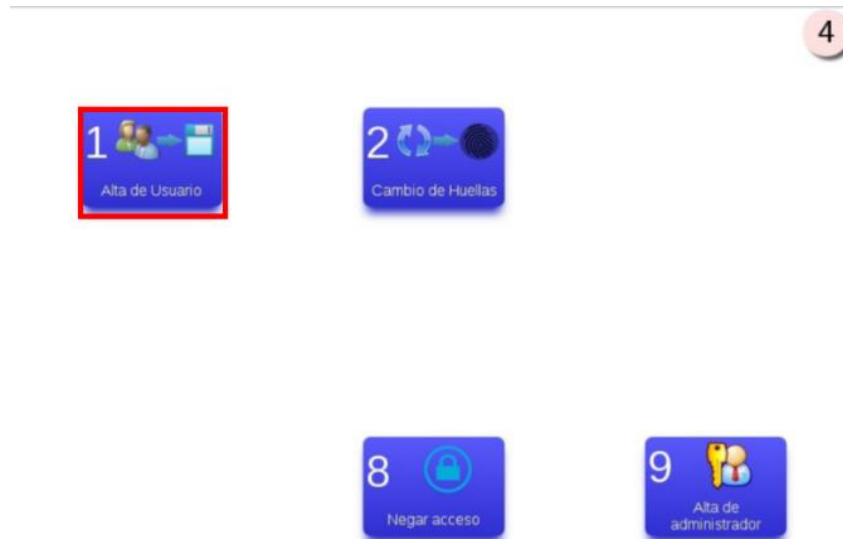 4
1
Alta de Usuario
2
Cambio de Huellas
8
Negar acceso
9
Alta de
administrador